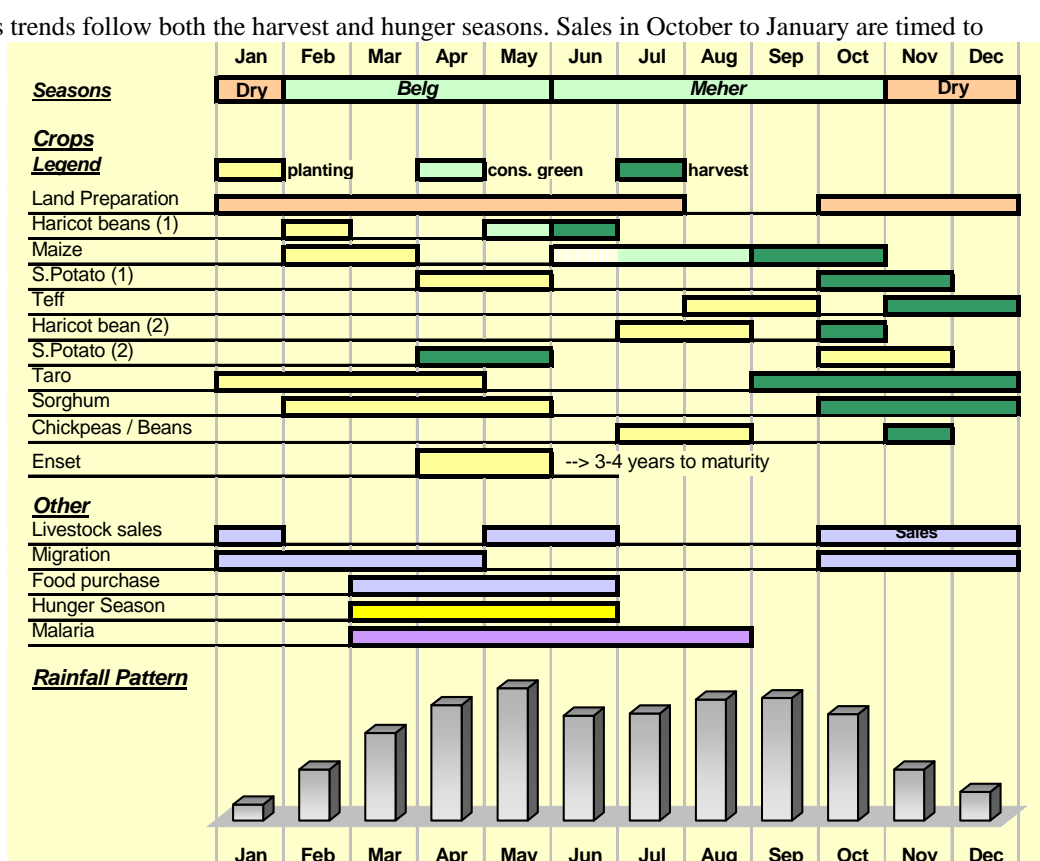 s trends follow both the harvest and hunger seasons. Sales in October to January are timed to
Jan Feb Mar Apr May Jun Jul Aug Sep Oct Nov Dec
Seasons Dry Belg Meher Dry
Crops
Legend planting cons. green harvest
Land Preparation
Haricot beans (1)
Maize
S.Potato (1)
Teff
Haricot bean (2)
S.Potato (2)
Taro
Sorghum
Chickpeas / Beans
Enset --> 3-4 years to maturity
Other
Livestock sales Sales
Migration
Food purchase
Hunger Season
Malaria
Rainfall Pattern
Jan Feb Mar Apr May Jun Jul Aug Sep Oct Nov Dec